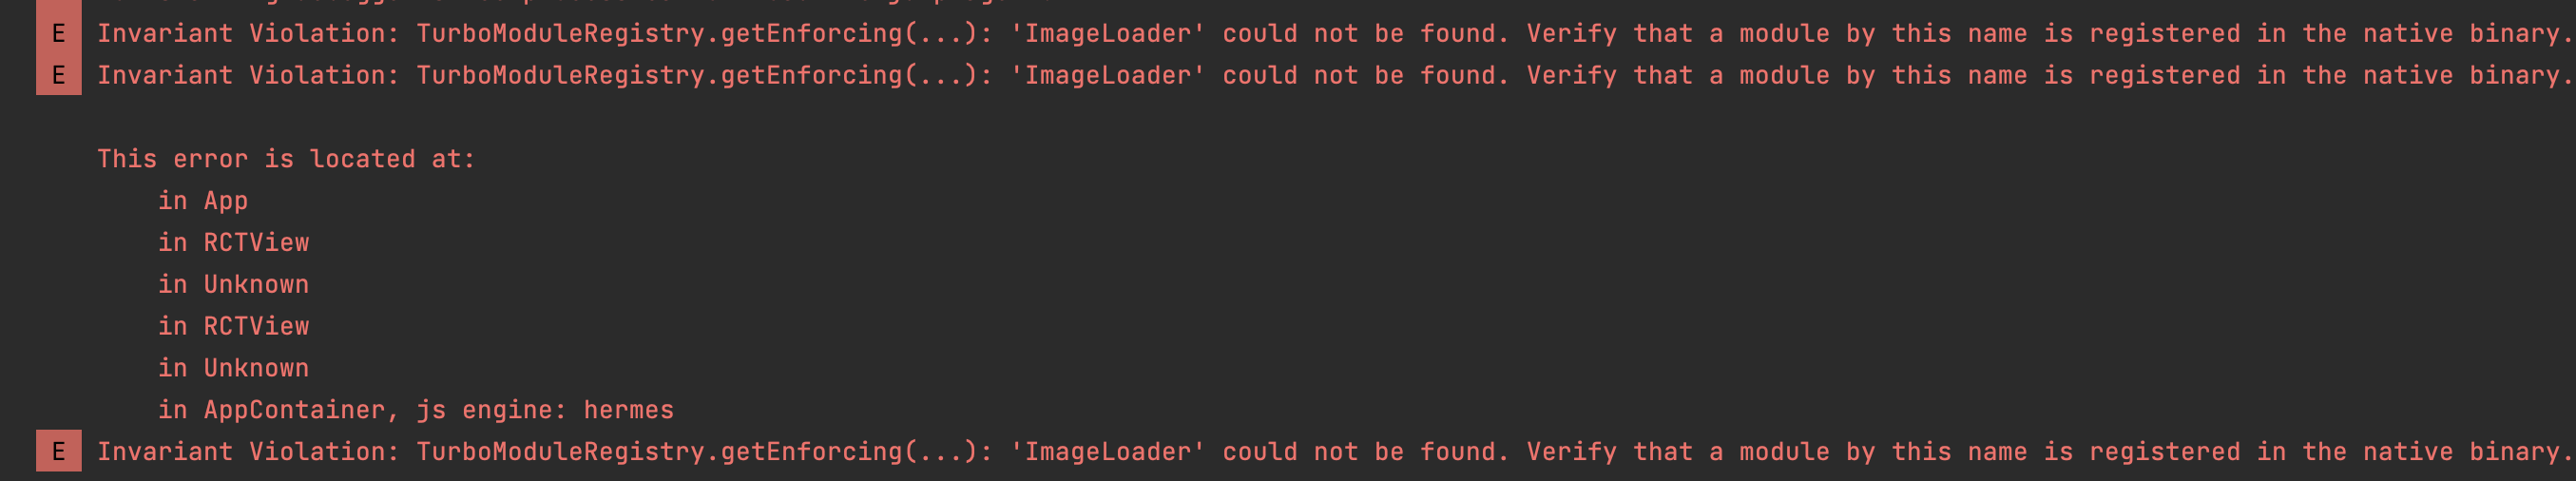 E Invariant Violation: TurboModuleRegistry.getEnforcing(...): 'ImageLoader' could not be found. Verify that a module by this name is registered in the native binary.
E Invariant Violation: TurboModuleRegistry.getEnforcing(...): 'ImageLoader' could not be found. Verify that a module by this name is registered in the native binary.
This error is located at:
in App
in RCTView
in Unknown
in RCTView
in Unknown
in AppContainer, js engine: hermes
E Invariant Violation: TurboModuleRegistry.getEnforcing(...): 'ImageLoader' could not be found. Verify that a module by this name is registered in the native binary.